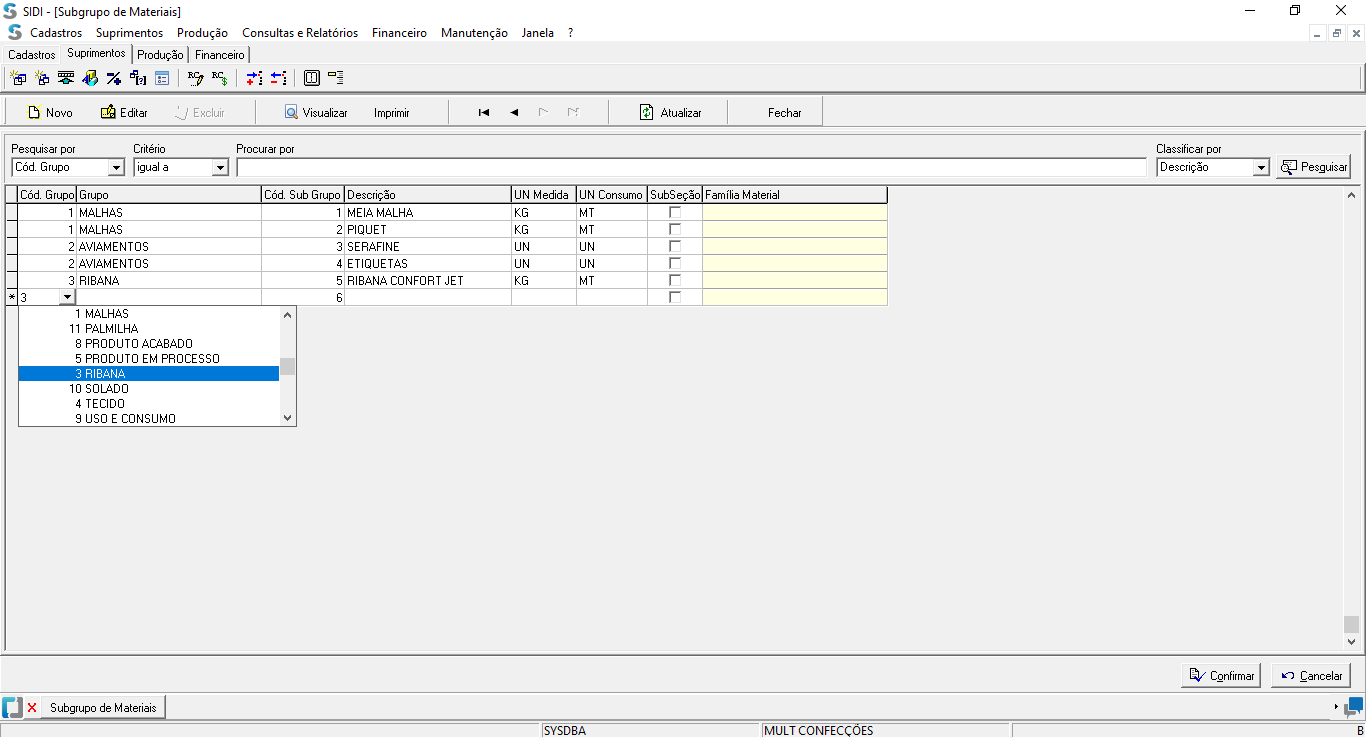 SIDI - [Subgrupo de Materiais]
Cadastros Suprimentos Produção Consultas e Relatórios Financeiro Manutenção Janela ?
Cadastros Suprimentos Produção Financeiro
Novo Editar Excluir Visualizar Imprimir Atualizar Fechar
Pesquisar por Critério Procurar por Classificar por
Cód. Grupo igual a Descrição Pesquisar
Cód. Grupo Grupo Cód. Sub Grupo Descrição UN Medida UN Consumo SubSeção Família Material
1 MALHAS 1 MEIA MALHA KG MT
1 MALHAS 2 PIQUET KG MT
2 AVIAMENTOS 3 SERAFINE UN UN
2 AVIAMENTOS 4 ETIQUETAS UN UN
3 RIBANA 5 RIBANA CONFORT JET KG MT
* 3 6
1 MALHAS
11 PALMILHA
8 PRODUTO ACABADO
5 PRODUTO EM PROCESSO
3 RIBANA
10 SOLADO
4 TECIDO
9 USO E CONSUMO
Confirmar Cancelar
Subgrupo de Materiais
SYSDBA MULT CONFECÇÕES B